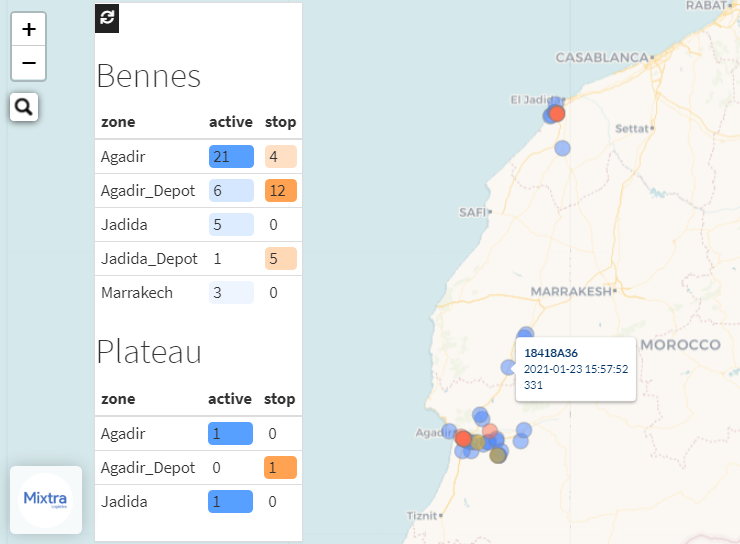 +
−
Bennes
zone active stop
Agadir 21 4
Agadir_Depot 6 12
Jadida 5 0
Jadida_Depot 1 5
Marrakech 3 0
Plateau
zone active stop
Agadir 1 0
Agadir_Depot 0 1
Jadida 1 0
Mixtra
RABAT
CASABLANCA
El Jadida
Settat
SAFI
MARRAKESH
MOROCCO
18418A36
2021-01-23 15:57:52
331
Agadir
Tiznit